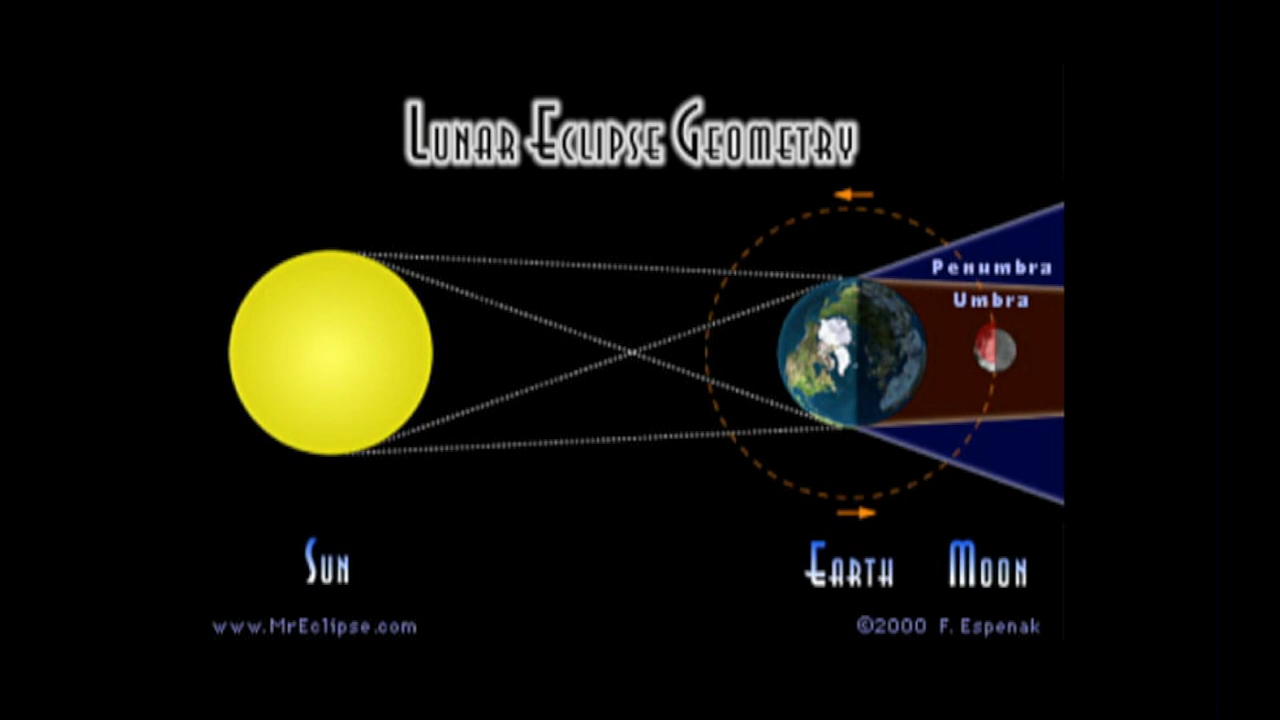 Lunar Eclipse Geometry
Penumbra
Umbra
Sun
Earth
Moon
www.MrEclipse.com
©2000 F. Espenak